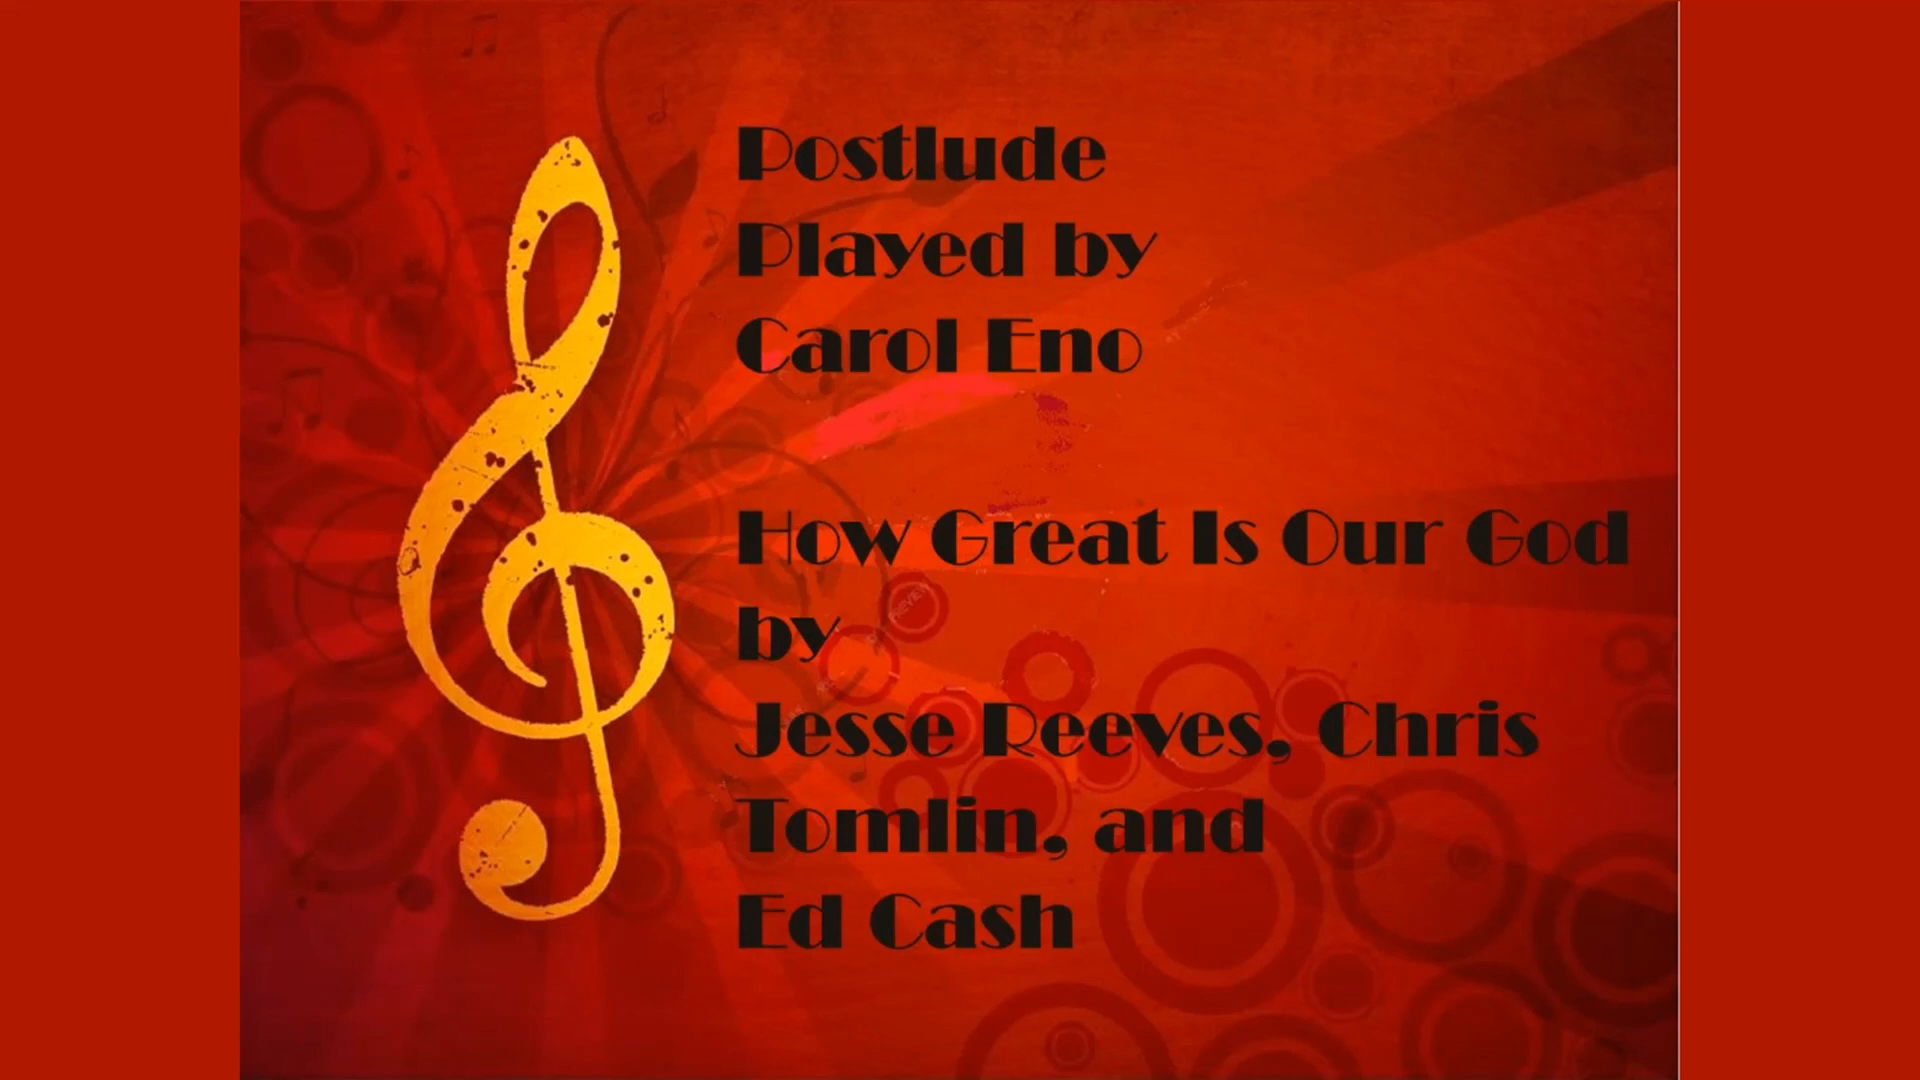 Postlude
Played by
Carol Eno
How Great Is Our God
by
Jesse Reeves, Chris
Tomlin, and
Ed Cash